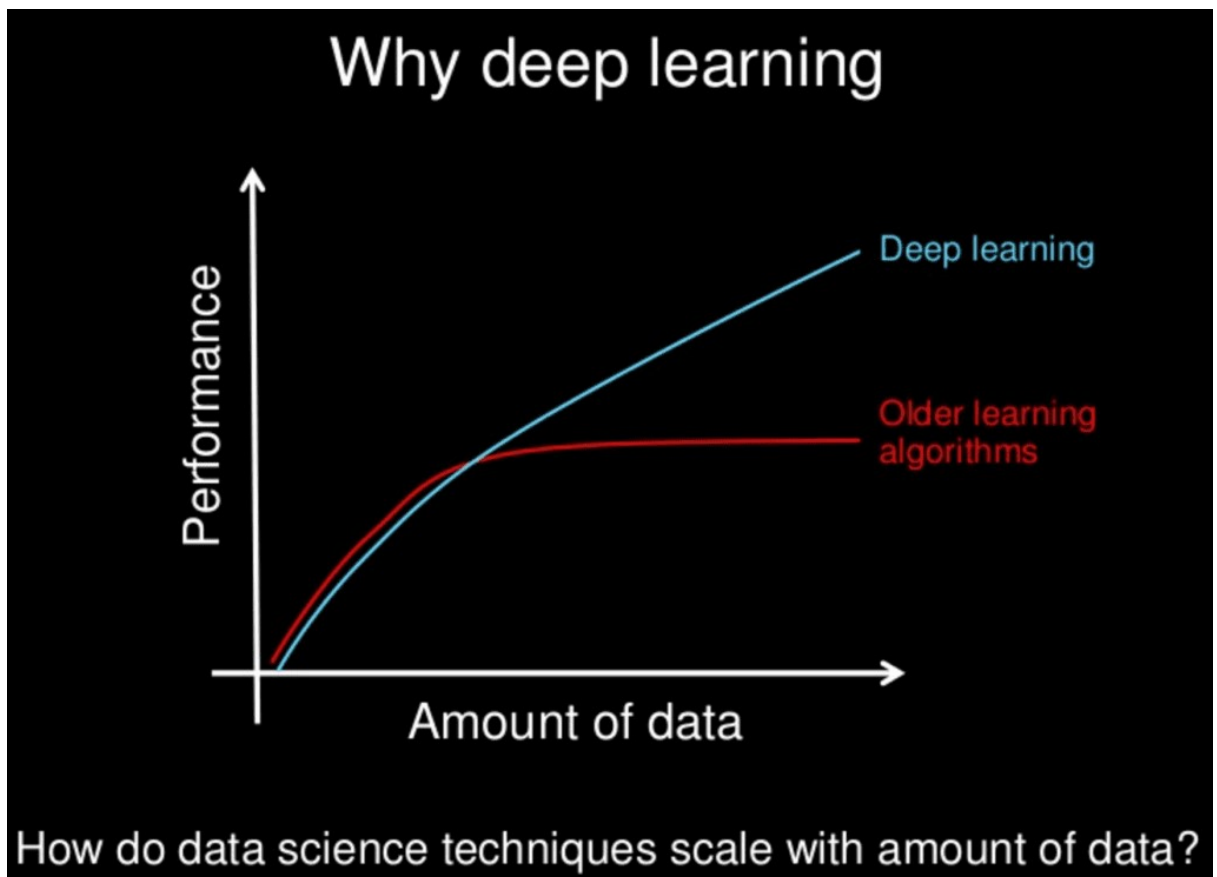 Why deep learning
Performance
Deep learning
Older learning
algorithms
Amount of data
How do data science techniques scale with amount of data?